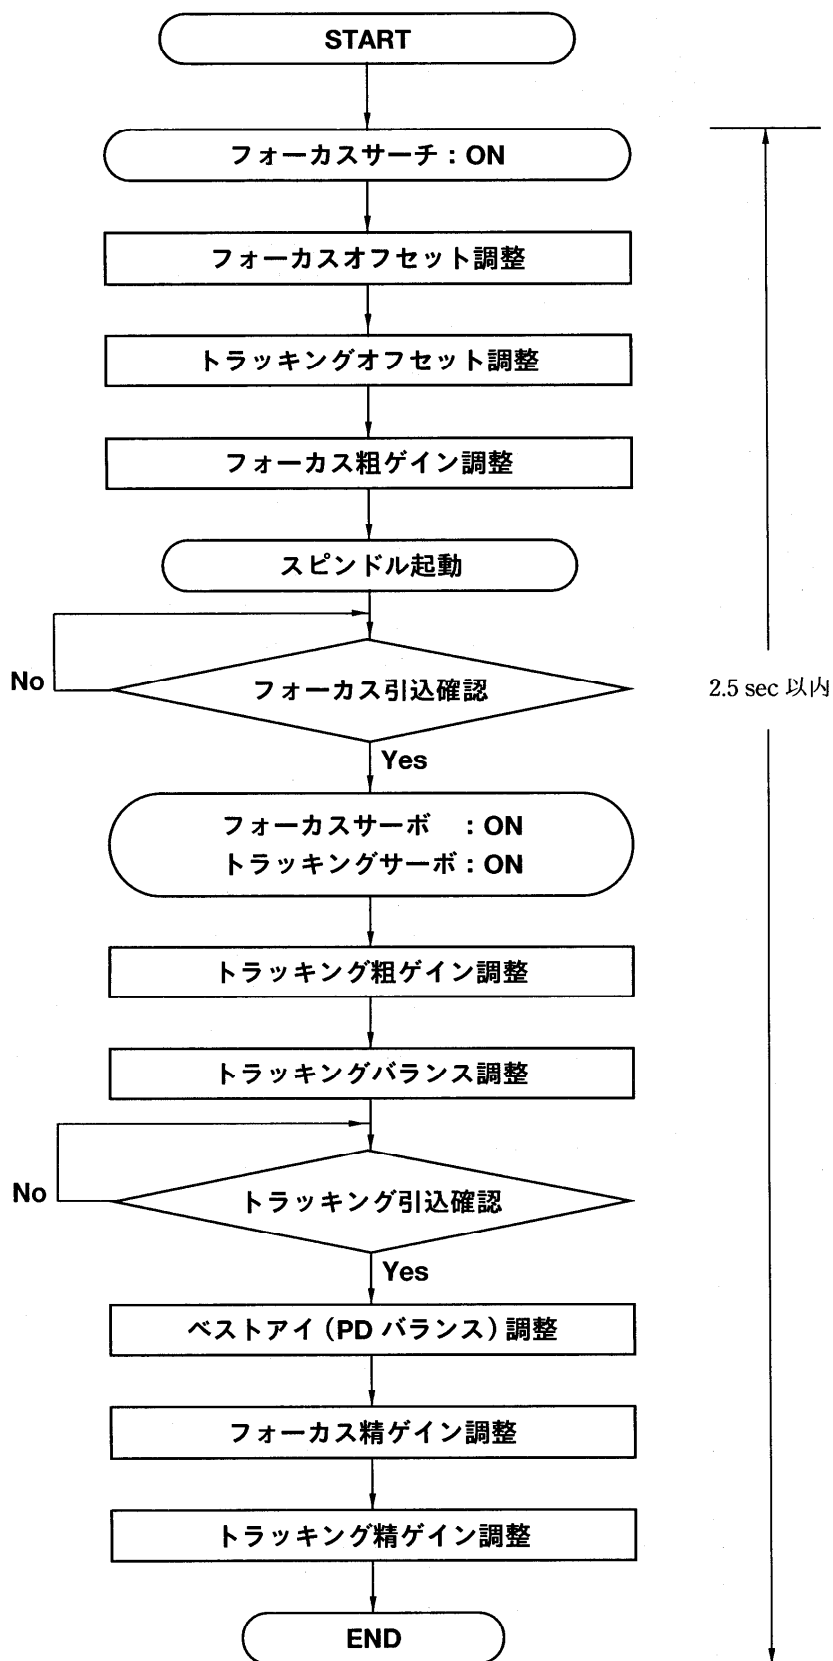 START
フォーカスサーチ : ON
フォーカスオフセット調整
トラッキングオフセット調整
フォーカス粗ゲイン調整
スピンドル起動
No
フォーカス引込確認
2.5 sec 以内
Yes
フォーカスサーボ : ON
トラッキングサーボ : ON
トラッキング粗ゲイン調整
トラッキングバランス調整
No
トラッキング引込確認
Yes
ベストアイ (PD バランス) 調整
フォーカス精ゲイン調整
トラッキング精ゲイン調整
END